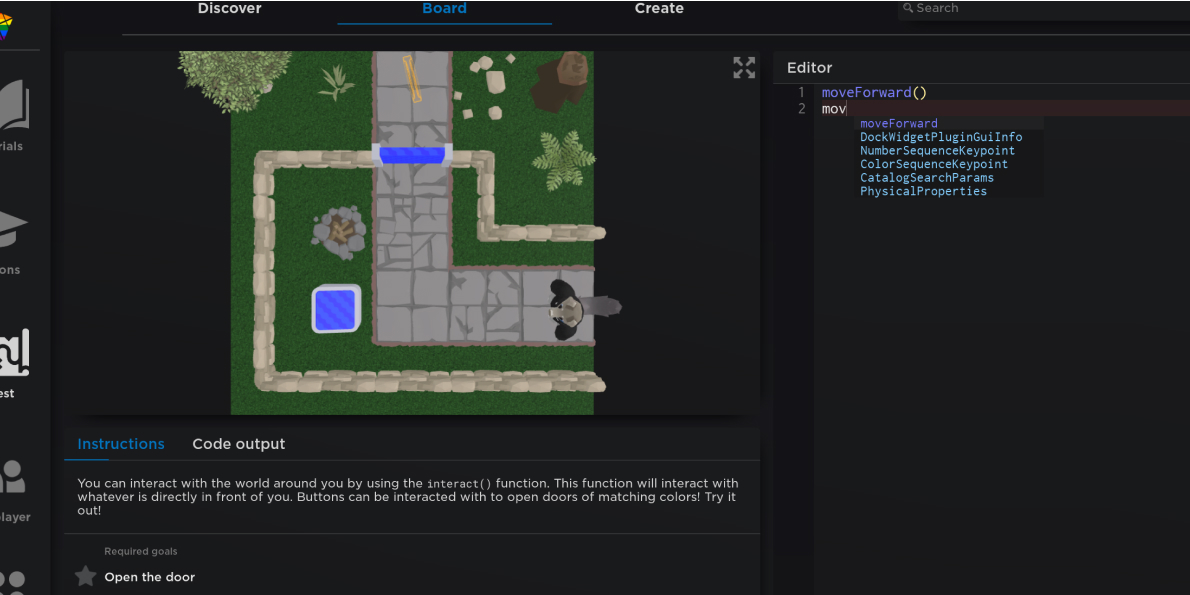 Discover
Board
Create
Search
rials
ons
est
layer
Editor
1 moveForward()
2 mov
moveForward
DockWidgetPluginGuiInfo
NumberSequenceKeypoint
ColorSequenceKeypoint
CatalogSearchParams
PhysicalProperties
Instructions
Code output
You can interact with the world around you by using the interact() function. This function will interact with
whatever is directly in front of you. Buttons can be interacted with to open doors of matching colors! Try it
out!
Required goals
Open the door